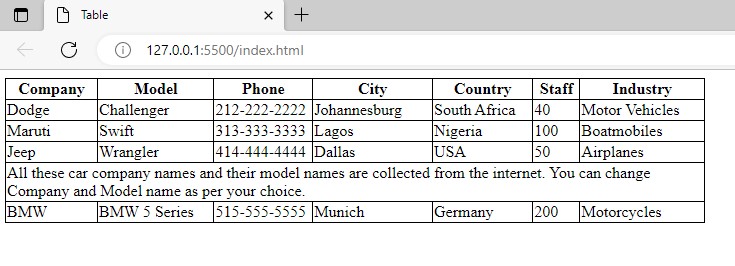 Table
127.0.0.1:5500/index.html
Company Model Phone City Country Staff Industry
Dodge Challenger 212-222-2222 Johannesburg South Africa 40 Motor Vehicles
Maruti Swift 313-333-3333 Lagos Nigeria 100 Boatmobiles
Jeep Wrangler 414-444-4444 Dallas USA 50 Airplanes
All these car company names and their model names are collected from the internet. You can change
Company and Model name as per your choice.
BMW BMW 5 Series 515-555-5555 Munich Germany 200 Motorcycles